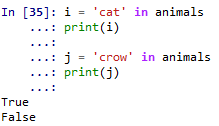 In [35]: i = 'cat' in animals
    ...: print(i)
    ...:
    ...: j = 'crow' in animals
    ...: print(j)
    ...:
True
False